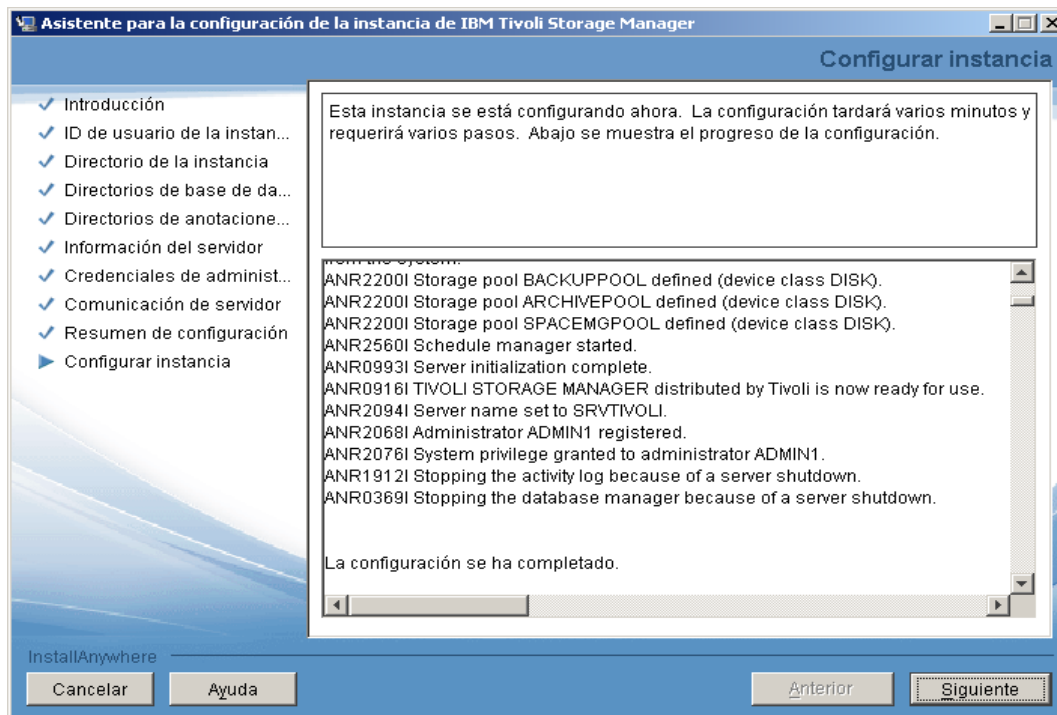 Asistente para la configuración de la instancia de IBM Tivoli Storage Manager
Configurar instancia
Introducción
ID de usuario de la instan...
Directorio de la instancia
Directorios de base de da...
Directorios de anotacione...
Información del servidor
Credenciales de administ...
Comunicación de servidor
Resumen de configuración
Configurar instancia
Esta instancia se está configurando ahora. La configuración tardará varios minutos y
requerirá varios pasos. Abajo se muestra el progreso de la configuración.
from the system.
ANR2200I Storage pool BACKUPPOOL defined (device class DISK).
ANR2200I Storage pool ARCHIVEPOOL defined (device class DISK).
ANR2200I Storage pool SPACEMGPOOL defined (device class DISK).
ANR2560I Schedule manager started.
ANR0993I Server initialization complete.
ANR0916I TIVOLI STORAGE MANAGER distributed by Tivoli is now ready for use.
ANR2094I Server name set to SRVTIVOLI.
ANR2068I Administrator ADMIN1 registered.
ANR2076I System privilege granted to administrator ADMIN1.
ANR1912I Stopping the activity log because of a server shutdown.
ANR0369I Stopping the database manager because of a server shutdown.
La configuración se ha completado.
InstallAnywhere
Cancelar
Ayuda
Anterior
Siguiente